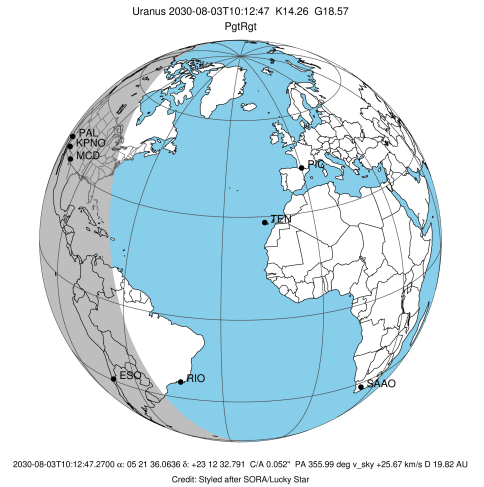 Uranus 2030-08-03T10:12:47 K14.26 G18.57
PgtRgt
PAL
KPNO
MCD
PIC
TEN
ESO
RIO
SAAO
2030-08-03T10:12:47.2700 α: 05 21 36.0636 δ: +23 12 32.791 C/A 0.052" PA 355.99 deg v_sky +25.67 km/s D 19.82 AU
Credit: Styled after SORA/Lucky Star